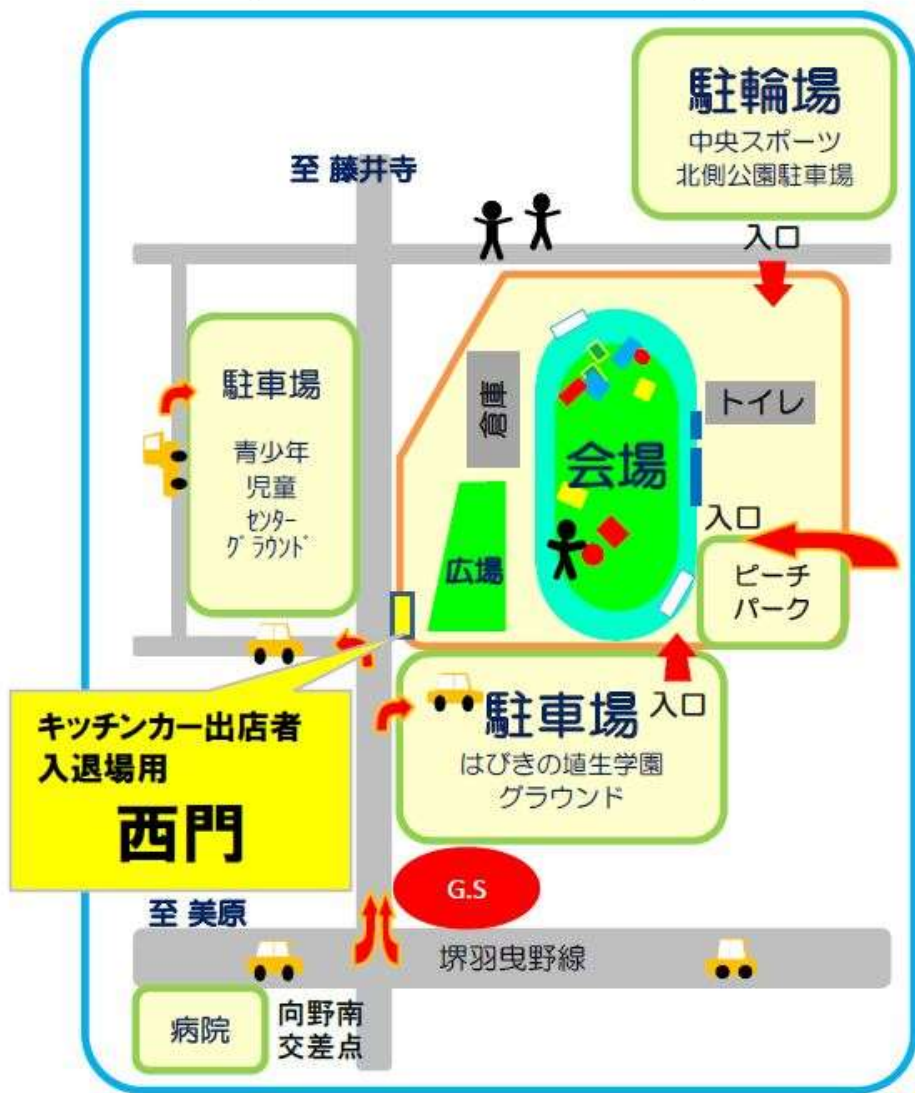 駐輪場
中央スポーツ
北側公園駐車場
至 藤井寺
入口
駐車場
青少年
児童
センター
グラウンド
倉庫
トイレ
会場
入口
広場
ピーチ
パーク
キッチンカー出店者
入退場用
西門
駐車場
入口
はびきの埴生学園
グラウンド
G.S
至 美原
堺羽曳野線
病院
向野南
交差点